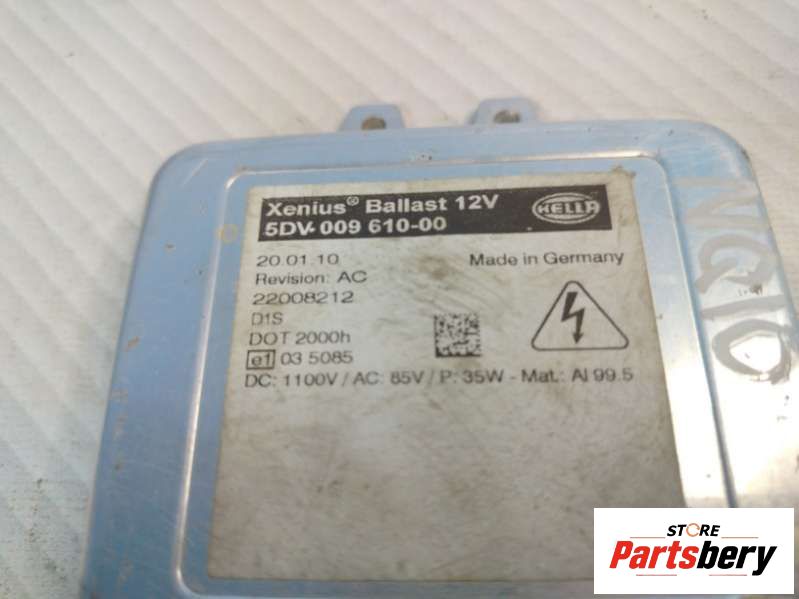 Xenius® Ballast 12V
5DV-009 610-00
HELLA
20.01.10
Made in Germany
Revision: AC
22008212
D1S
DOT 2000h
e1 03 5085
DC: 1100V / AC: 85V / P: 35W - Mat.: Al 99.5
NQ10
STORE
Partsbery